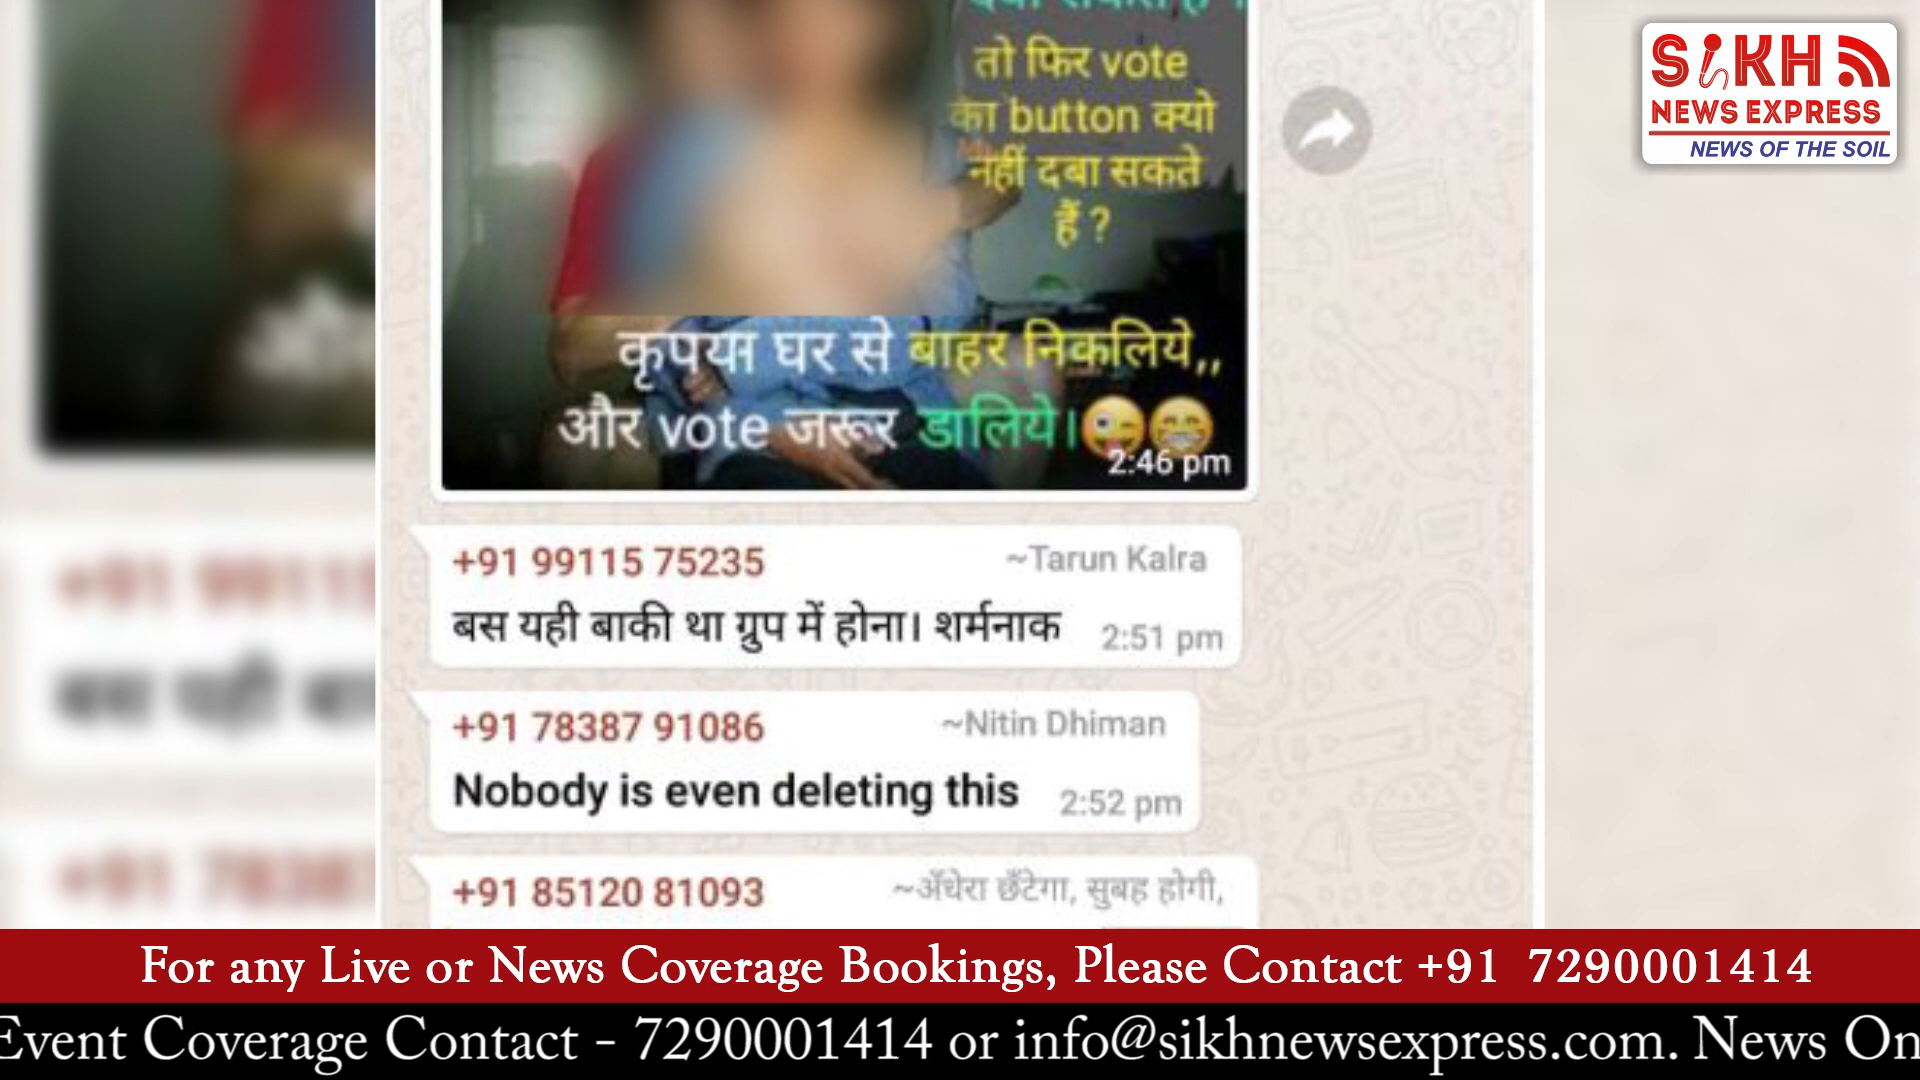 SiKH
NEWS EXPRESS
NEWS OF THE SOIL
तो फिर vote
का button क्यो
नहीं दबा सकते
हैं ?
कृपया घर से बाहर निकलिये,,
और vote जरूर डालिये।😜😁
2:46 pm
+91 99115 75235 ~Tarun Kalra
बस यही बाकी था ग्रुप में होना। शर्मनाक 2:51 pm
+91 78387 91086 ~Nitin Dhiman
Nobody is even deleting this 2:52 pm
+91 85120 81093 ~अँधेरा छँटेगा, सुबह होगी,
For any Live or News Coverage Bookings, Please Contact +91 7290001414
Event Coverage Contact - 7290001414 or info@sikhnewsexpress.com. News On